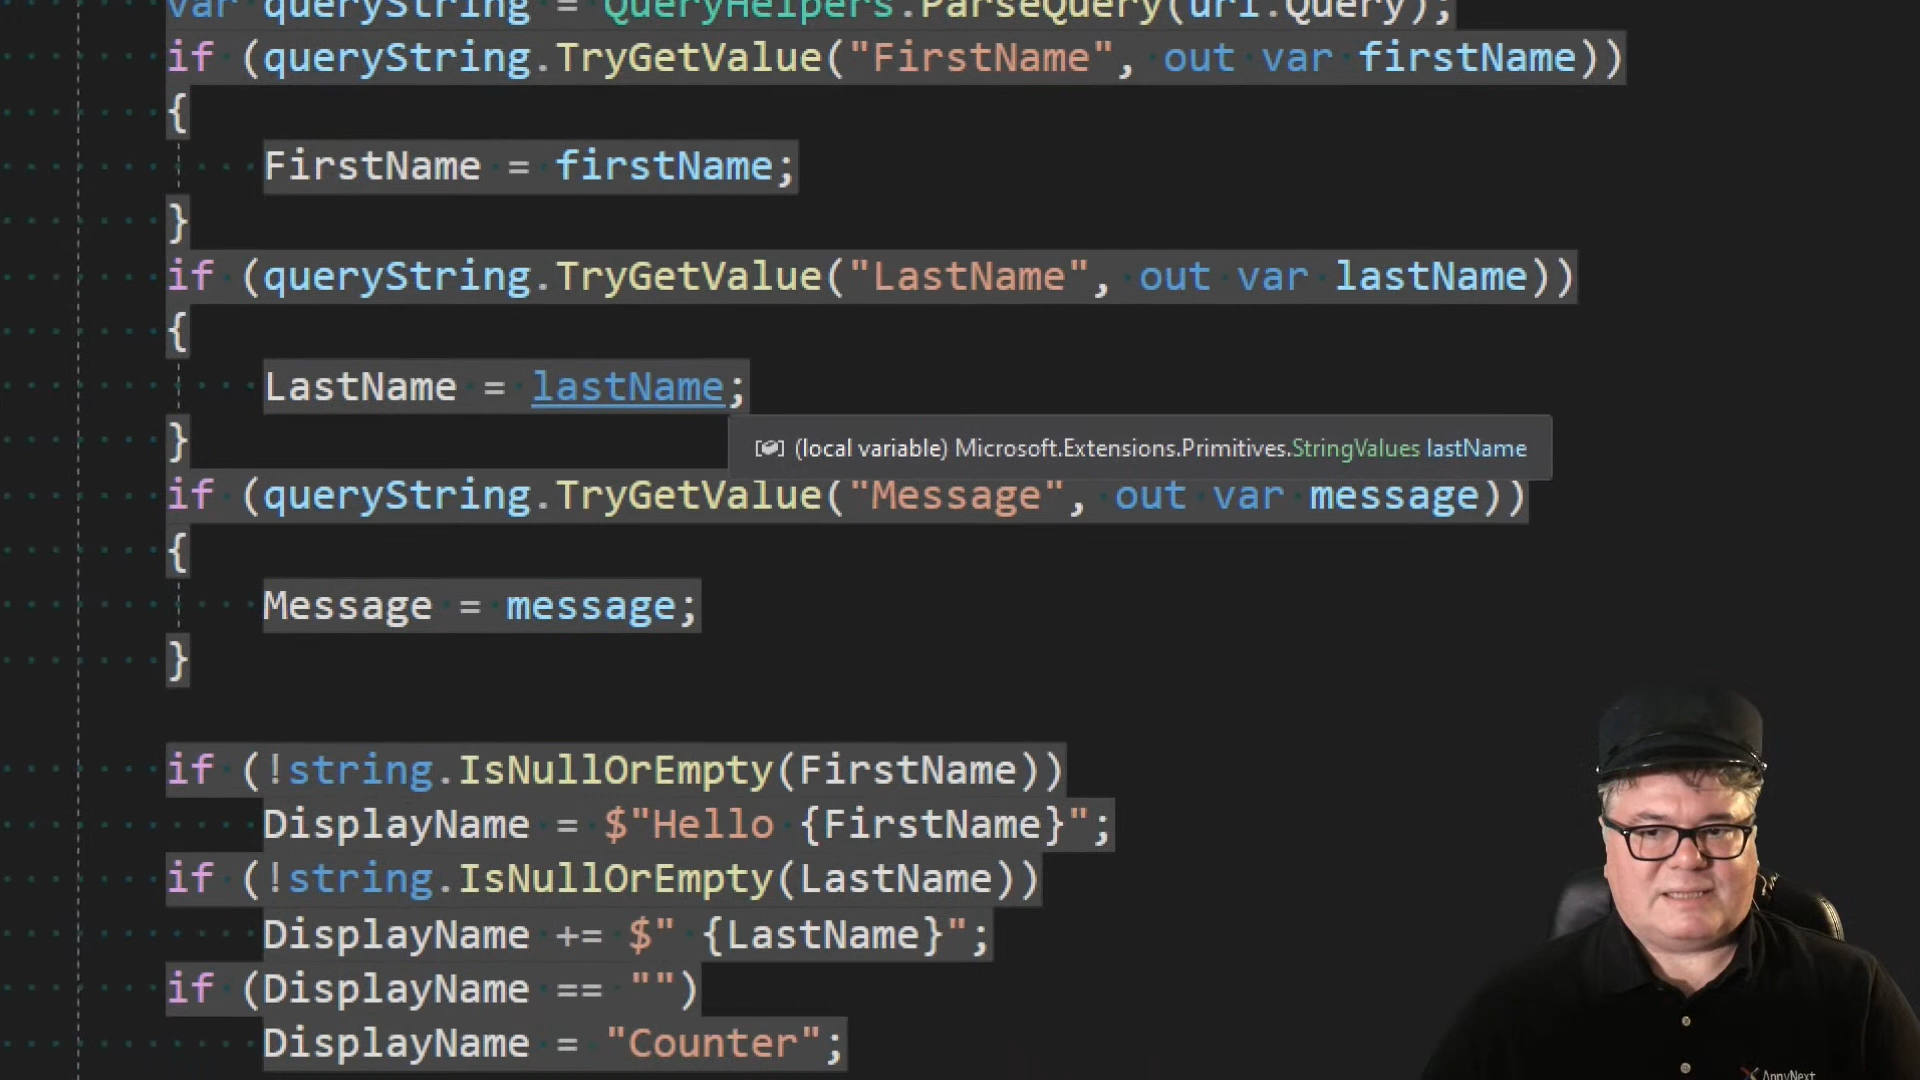 var queryString = QueryHelpers.ParseQuery(uri.Query);
if (queryString.TryGetValue("FirstName", out var firstName))
{
FirstName = firstName;
}
if (queryString.TryGetValue("LastName", out var lastName))
{
LastName = lastName;
}
(local variable) Microsoft.Extensions.Primitives.StringValues lastName
if (queryString.TryGetValue("Message", out var message))
{
Message = message;
}
if (!string.IsNullOrEmpty(FirstName))
DisplayName = $"Hello {FirstName}";
if (!string.IsNullOrEmpty(LastName))
DisplayName += $" {LastName}";
if (DisplayName == "")
DisplayName = "Counter";
AppvNext